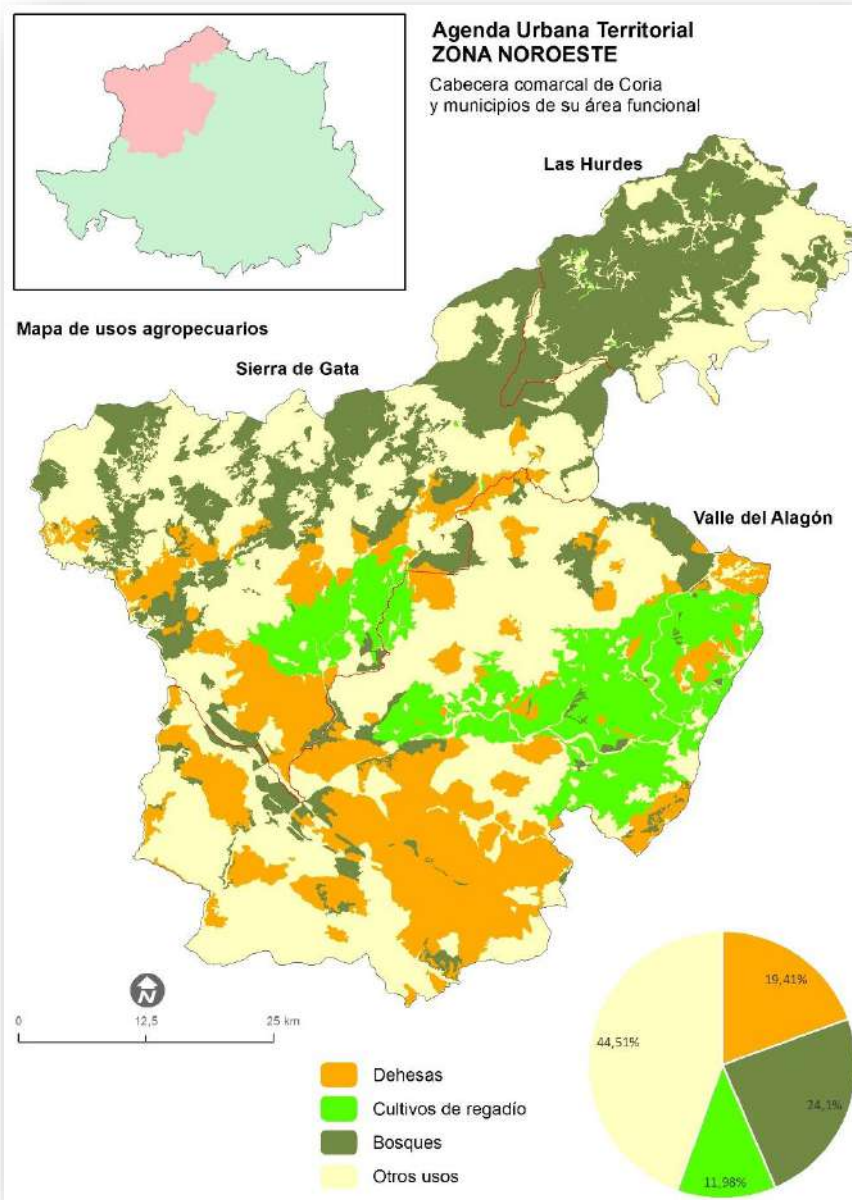 Agenda Urbana Territorial
ZONA NOROESTE
Cabecera comarcal de Coria
y municipios de su área funcional
Las Hurdes
Mapa de usos agropecuarios
Sierra de Gata
Valle del Alagón
N
0 12,5 25 km
19,41%
44,51%
24,1%
11,98%
Dehesas
Cultivos de regadío
Bosques
Otros usos